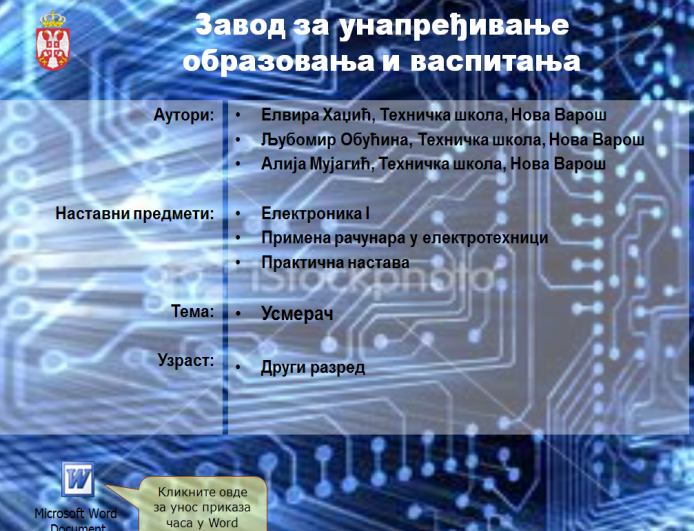 Завод за унапређивање
образовања и васпитања
Аутори: • Елвира Хаџић, Техничка школа, Нова Варош
• Љубомир Обућина, Техничка школа, Нова Варош
• Алија Мујагић, Техничка школа, Нова Варош
Наставни предмети: • Електроника I
• Примена рачунара у електротехници
• Практична настава
iStockphoto
Тема: • Усмерач
Узраст: • Други разред
Кликните овде
за унос приказа
часа у Word
Microsoft Word
Document